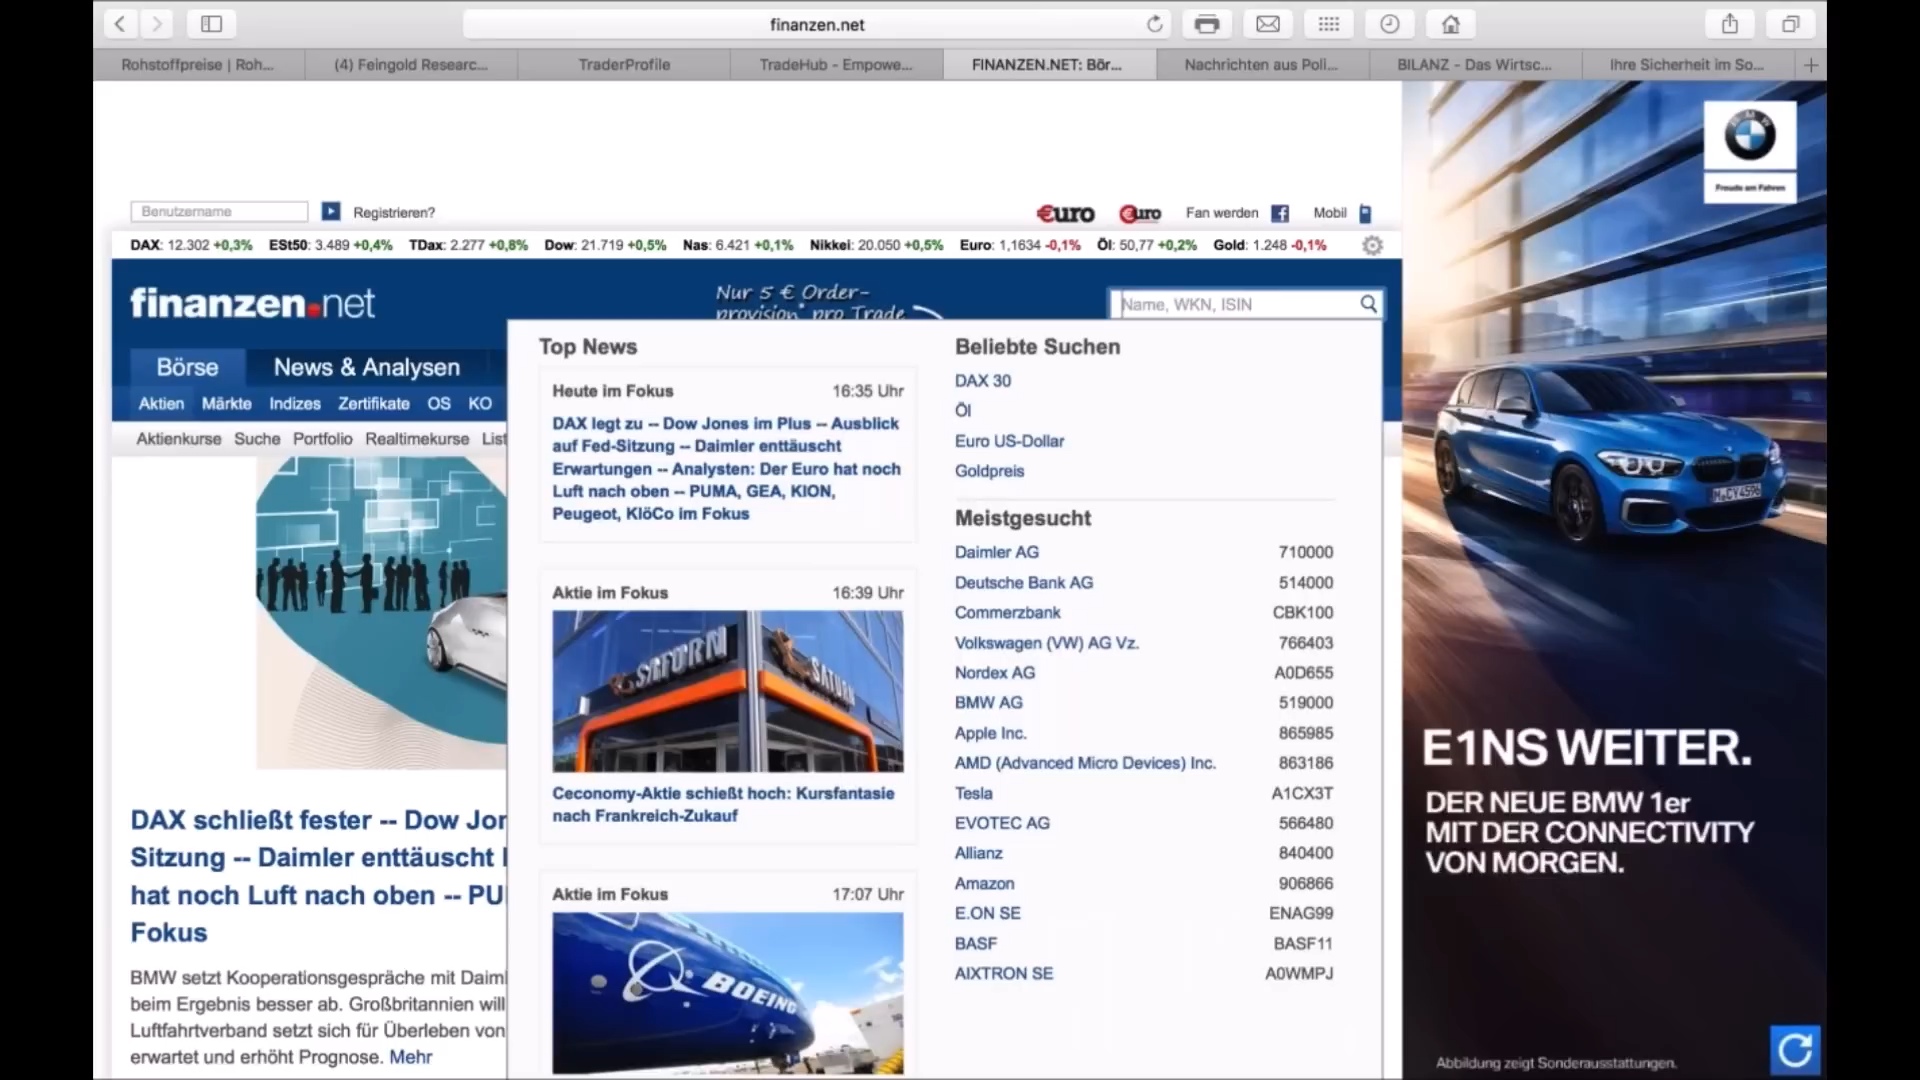 finanzen.net
Rohstoffpreise | Roh...
(4) Feingold Researc...
TraderProfile
TradeHub - Empowe...
FINANZEN.NET: Bör...
Nachrichten aus Poli...
BILANZ - Das Wirtsc...
Ihre Sicherheit im So...
Benutzername
Registrieren?
€uro
€uro
Fan werden
Mobil
DAX: 12.302 +0,3% ESt50: 3.489 +0,4% TDax: 2.277 +0,8% Dow: 21.719 +0,5% Nas: 6.421 +0,1% Nikkei: 20.050 +0,5% Euro: 1,1634 -0,1% Öl: 50,77 +0,2% Gold: 1.248 -0,1%
finanzen.net
Nur 5 € Order-
provision* pro Trade
Name, WKN, ISIN
Börse
News & Analysen
Aktien Märkte Indizes Zertifikate OS KO
Aktienkurse Suche Portfolio Realtimekurse List
DAX schließt fester -- Dow Jor
Sitzung -- Daimler enttäuscht
hat noch Luft nach oben -- PU
Fokus
BMW setzt Kooperationsgespräche mit Daiml
beim Ergebnis besser ab. Großbritannien will
Luftfahrtverband setzt sich für Überleben von
erwartet und erhöht Prognose. Mehr
Top News
Heute im Fokus 16:35 Uhr
DAX legt zu -- Dow Jones im Plus -- Ausblick
auf Fed-Sitzung -- Daimler enttäuscht
Erwartungen -- Analysten: Der Euro hat noch
Luft nach oben -- PUMA, GEA, KION,
Peugeot, KlöCo im Fokus
Aktie im Fokus 16:39 Uhr
SATURN
SATURN
Ceconomy-Aktie schießt hoch: Kursfantasie
nach Frankreich-Zukauf
Aktie im Fokus 17:07 Uhr
BOEING
Beliebte Suchen
DAX 30
Öl
Euro US-Dollar
Goldpreis
Meistgesucht
Daimler AG 710000
Deutsche Bank AG 514000
Commerzbank CBK100
Volkswagen (VW) AG Vz. 766403
Nordex AG A0D655
BMW AG 519000
Apple Inc. 865985
AMD (Advanced Micro Devices) Inc. 863186
Tesla A1CX3T
EVOTEC AG 566480
Allianz 840400
Amazon 906866
E.ON SE ENAG99
BASF BASF11
AIXTRON SE A0WMPJ
BMW
Freude am Fahren
M CY 4596
E1NS WEITER.
DER NEUE BMW 1er
MIT DER CONNECTIVITY
VON MORGEN.
Abbildung zeigt Sonderausstattungen.